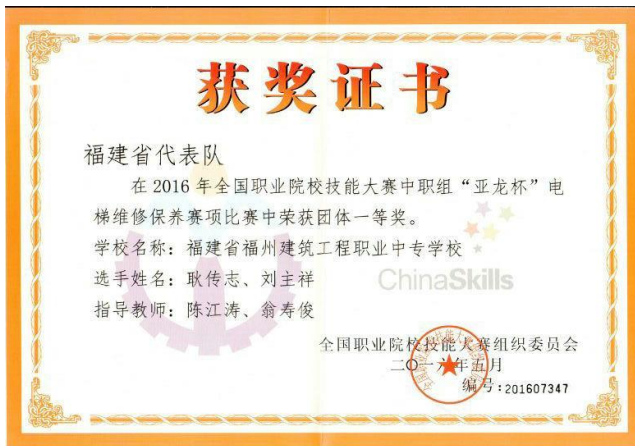 获奖证书
福建省代表队
在2016年全国职业院校技能大赛中职组“亚龙杯”电
梯维修保养赛项比赛中荣获团体一等奖。
学校名称：福建省福州建筑工程职业中专学校
选手姓名：耿传志、刘主祥
指导教师：陈江涛、翁寿俊
ChinaSkills
全国职业院校技能大赛组织委员会
二〇一六年五月
编号：201607347